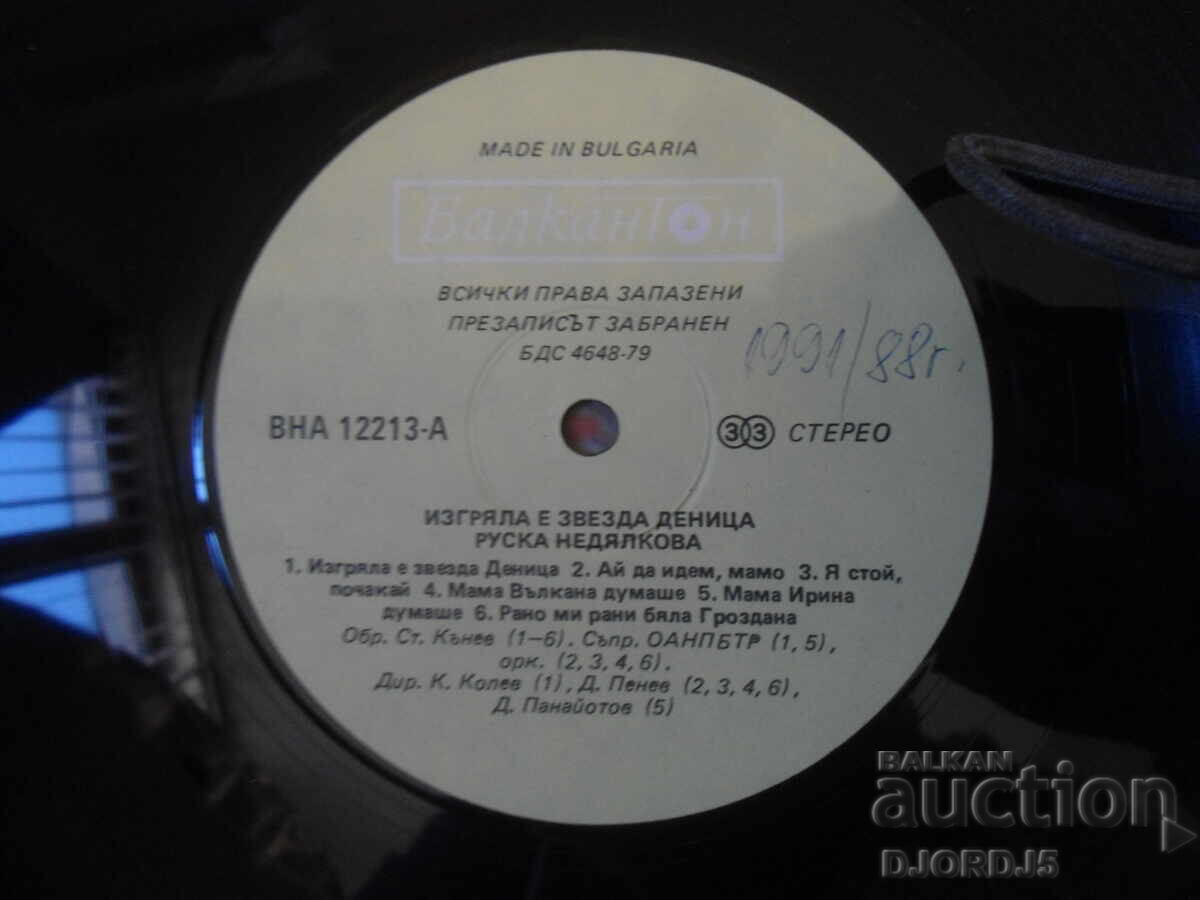 MADE IN BULGARIA
Балкантон
ВСИЧКИ ПРАВА ЗАПАЗЕНИ
ПРЕЗАПИСЪТ ЗАБРАНЕН
БДС 4648-79
1991/88г.
ВНА 12213-А
33 СТЕРЕО
ИЗГРЯЛА Е ЗВЕЗДА ДЕНИЦА
РУСКА НЕДЯЛКОВА
1. Изгряла е звезда Деница 2. Ай да идем, мамо 3. Я стой,
почакай 4. Мама Вълкана думаше 5. Мама Ирина
думаше 6. Рано ми рани бяла Гроздана
Обр. Ст. Кънев (1–6). Съпр. ОАНПБТР (1, 5),
орк. (2, 3, 4, 6).
Дир. К. Колев (1), Д. Пенев (2, 3, 4, 6),
Д. Панайотов (5)
BALKAN
auction
DJORDJ5